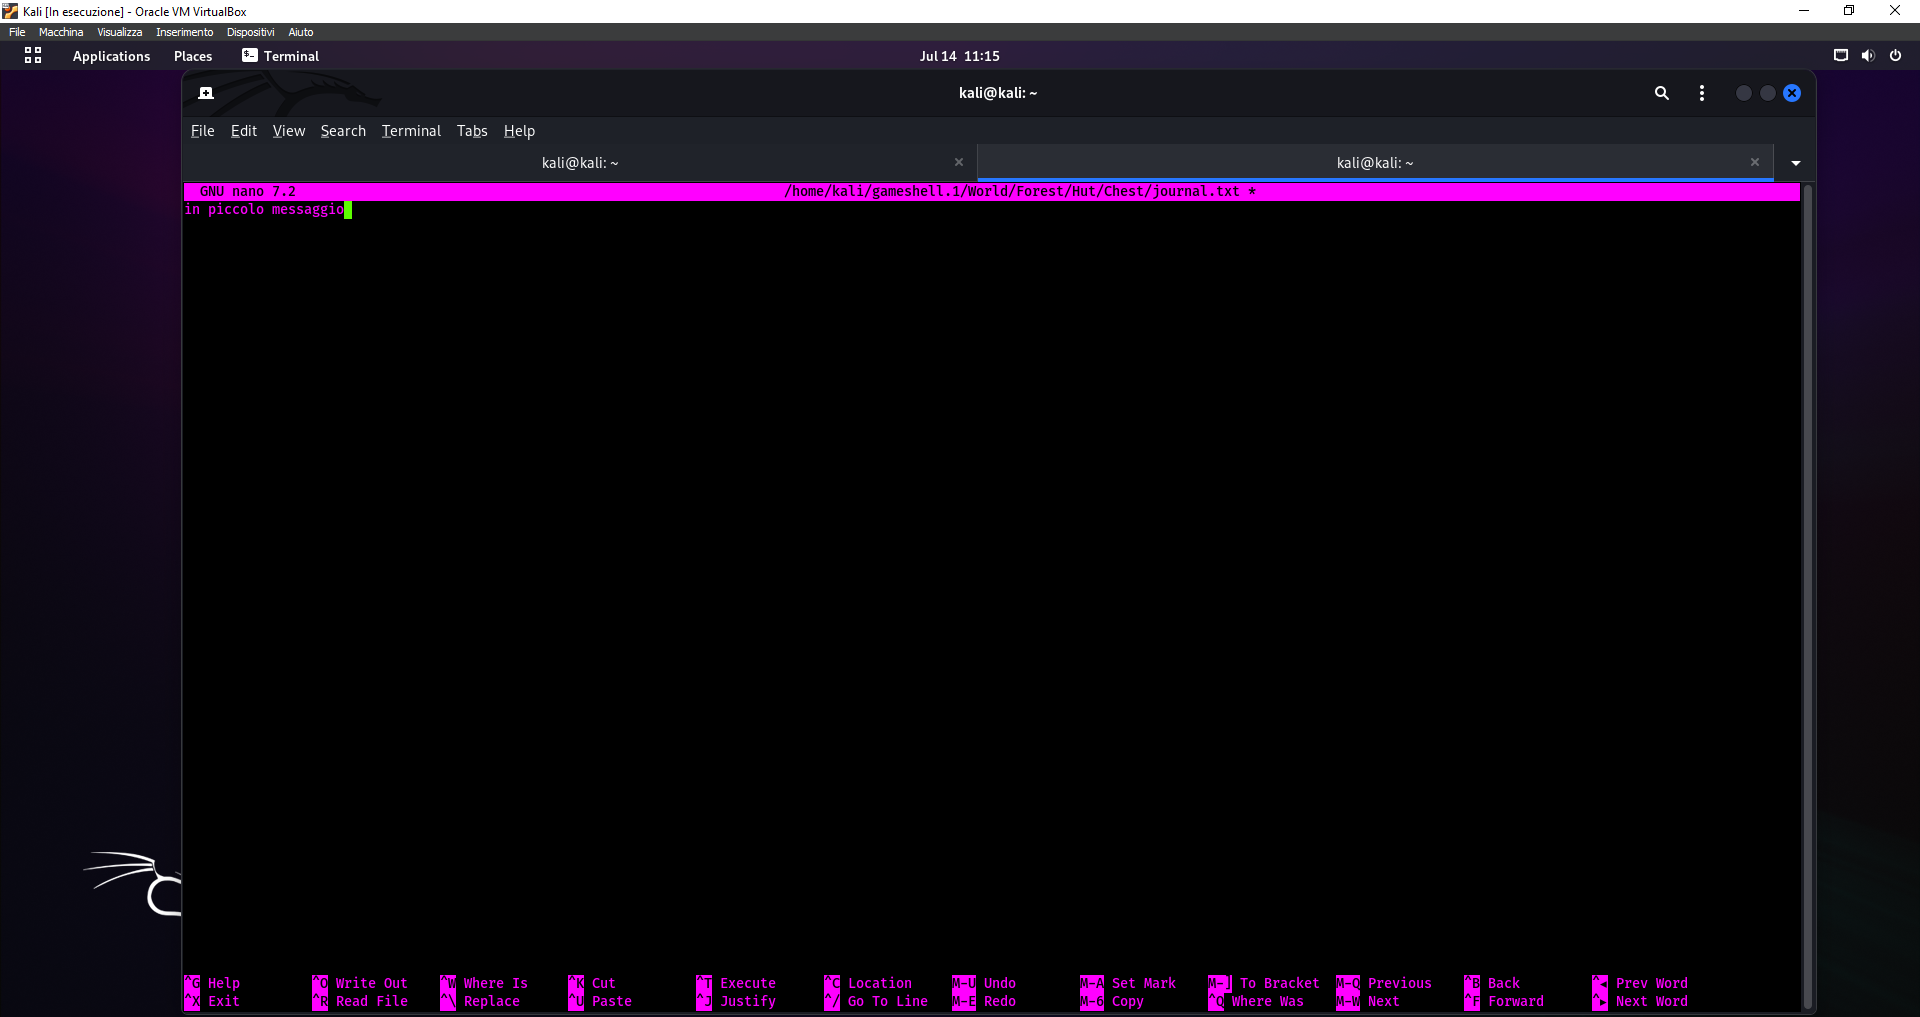 Kali [In esecuzione] - Oracle VM VirtualBox
File Macchina Visualizza Inserimento Dispositivi Aiuto
Applications Places Terminal Jul 14 11:15
kali@kali: ~
File Edit View Search Terminal Tabs Help
kali@kali: ~ kali@kali: ~
GNU nano 7.2 /home/kali/gameshell.1/World/Forest/Hut/Chest/journal.txt *
in piccolo messaggio
^G Help ^O Write Out ^W Where Is ^K Cut ^T Execute ^C Location M-U Undo M-A Set Mark M-] To Bracket M-Q Previous ^B Back ^◂ Prev Word
^X Exit ^R Read File ^\ Replace ^U Paste ^J Justify ^/ Go To Line M-E Redo M-6 Copy ^Q Where Was M-W Next ^F Forward ^▸ Next Word